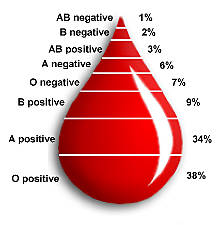 AB negative 1%
B negative 2%
AB positive 3%
A negative 6%
O negative 7%
B positive 9%
A positive 34%
O positive 38%